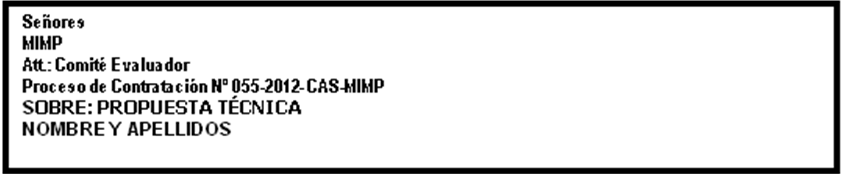 Señores
MIMP
Att.: Comité Evaluador
Proceso de Contratación Nº 055-2012-CAS-MIMP
SOBRE: PROPUESTA TÉCNICA
NOMBRE Y APELLIDOS